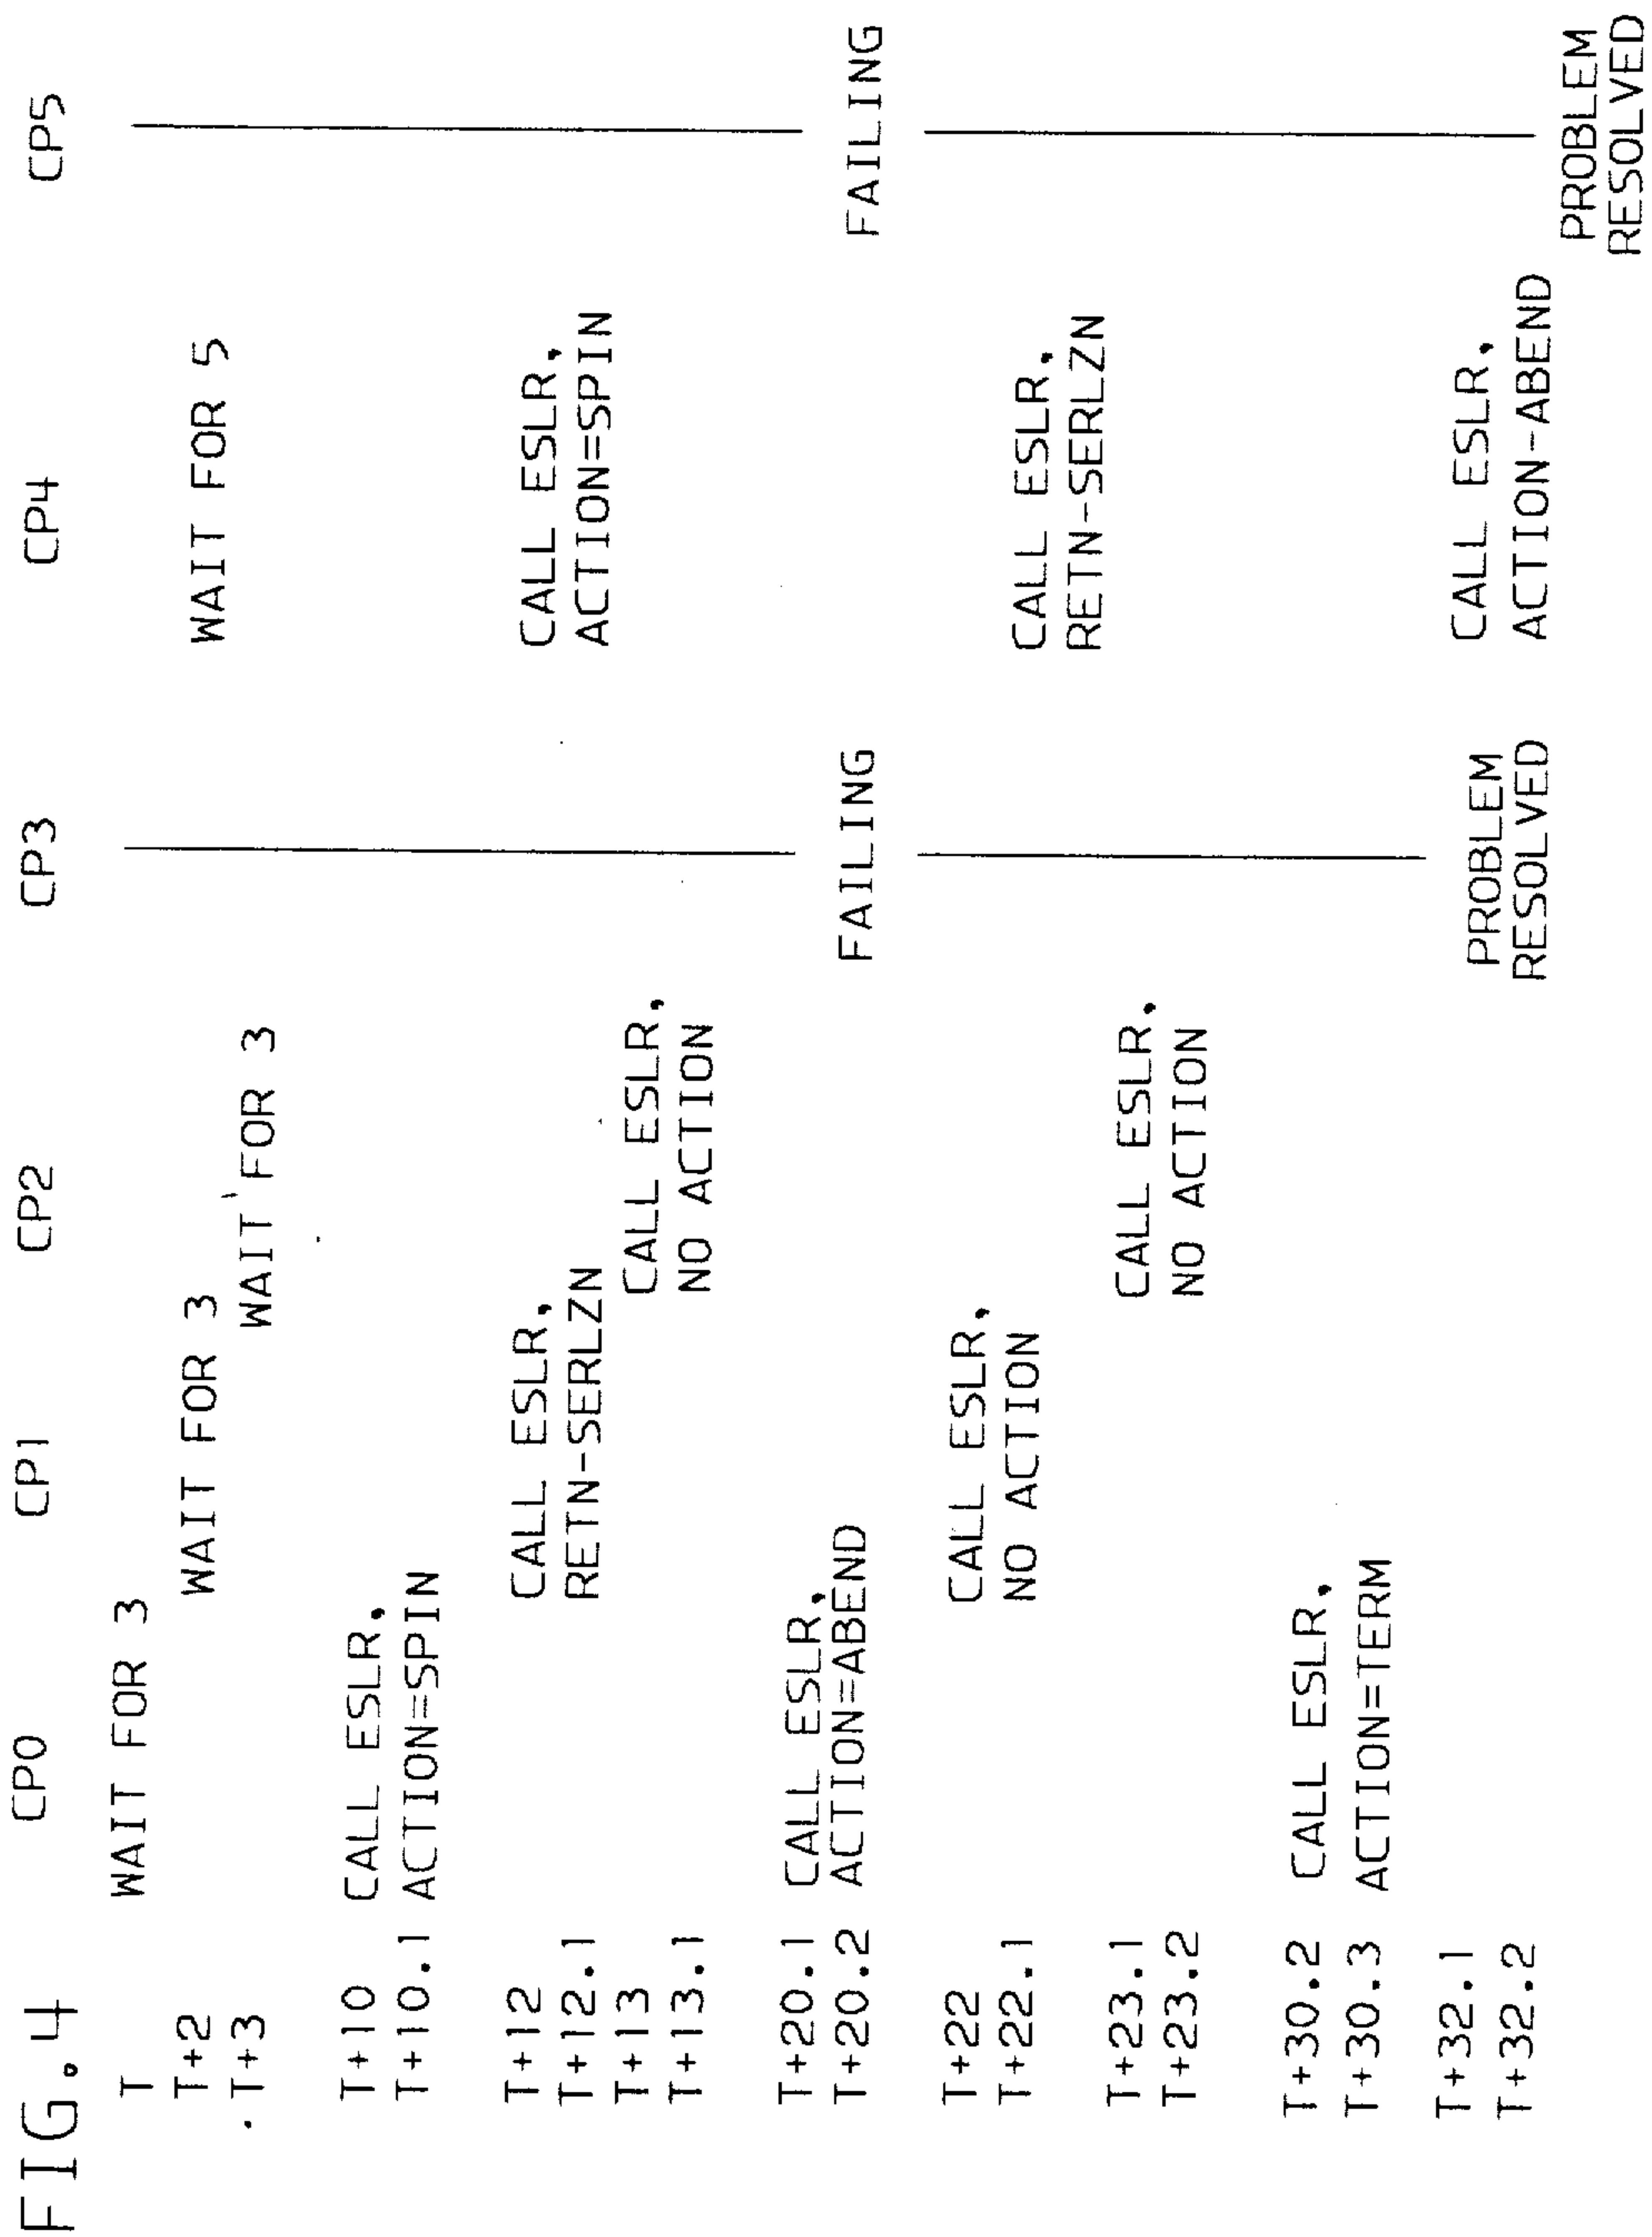 FIG.4
CP0 CP1 CP2 CP3 CP4 CP5
T WAIT FOR 3
T+2 WAIT FOR 3 WAIT FOR 5
T+3 WAIT FOR 3
T+10 CALL ESLR,
T+10.1 ACTION=SPIN
T+12 CALL ESLR, CALL ESLR,
T+12.1 RETN-SERLZN ACTION=SPIN
T+13 CALL ESLR,
T+13.1 NO ACTION
T+20.1 CALL ESLR,
T+20.2 ACTION=ABEND FAILING FAILING
T+22 CALL ESLR, CALL ESLR,
T+22.1 NO ACTION RETN-SERLZN
T+23.1 CALL ESLR,
T+23.2 NO ACTION
T+30.2 CALL ESLR,
T+30.3 ACTION=TERM
T+32.1 PROBLEM CALL ESLR,
T+32.2 RESOLVED ACTION-ABEND
PROBLEM
RESOLVED